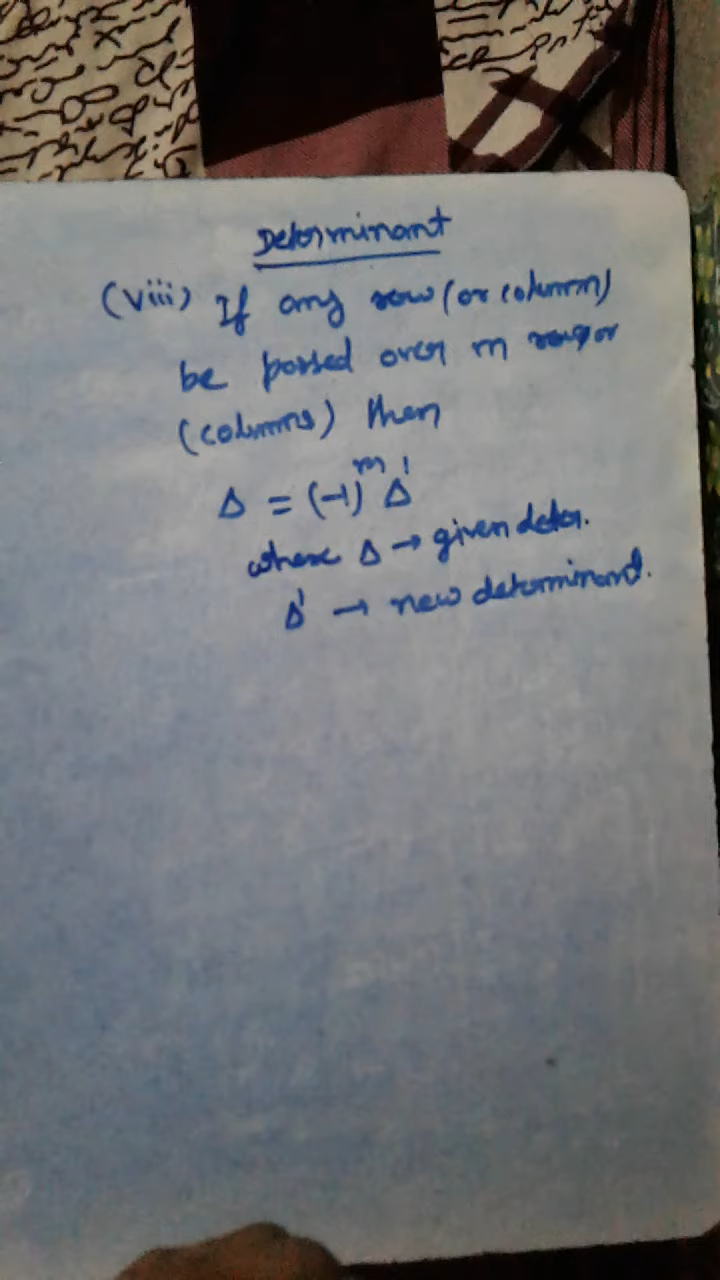 Determinant
(viii) If any row (or column)
be passed over m rows or
(columns) then
Δ = (-1)^m Δ'
where Δ → given deter.
Δ' → new determinant.